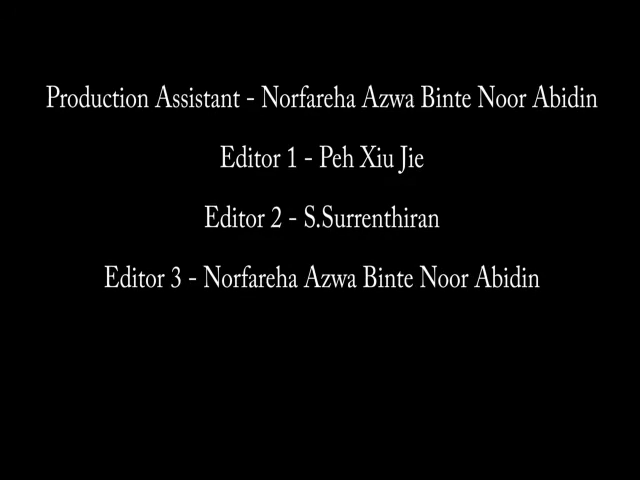 Production Assistant - Norfareha Azwa Binte Noor Abidin
Editor 1 - Peh Xiu Jie
Editor 2 - S.Surrenthiran
Editor 3 - Norfareha Azwa Binte Noor Abidin